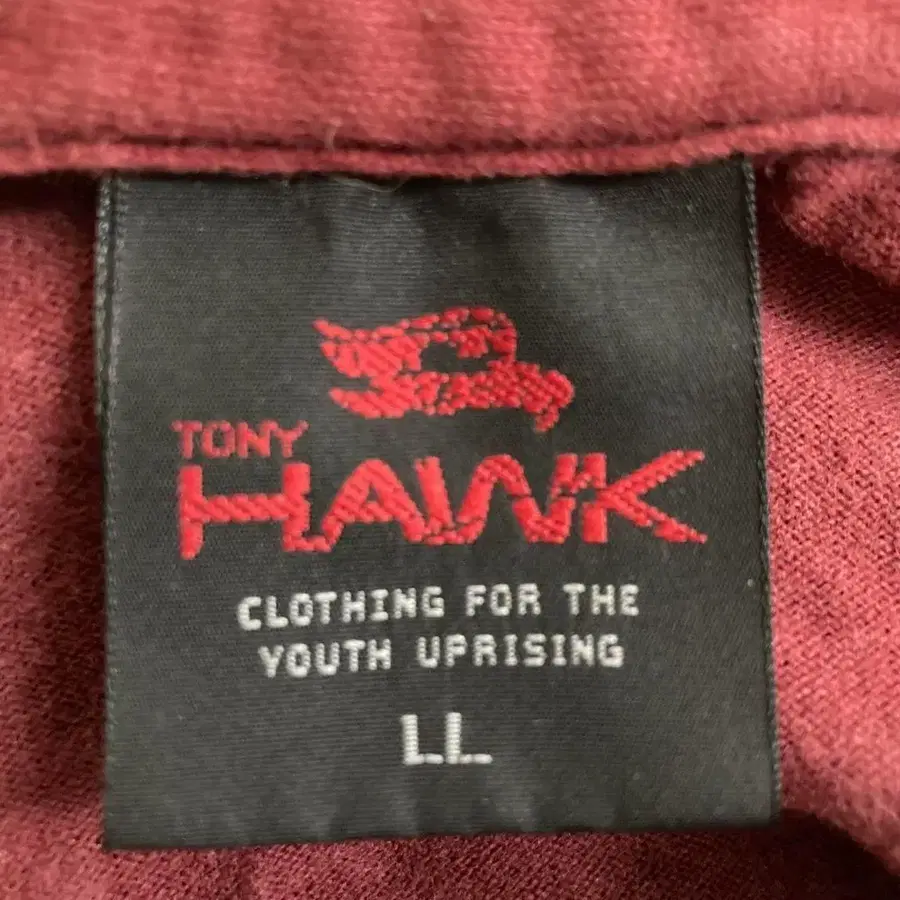 TONY
HAWK
CLOTHING FOR THE
YOUTH UPRISING
LL